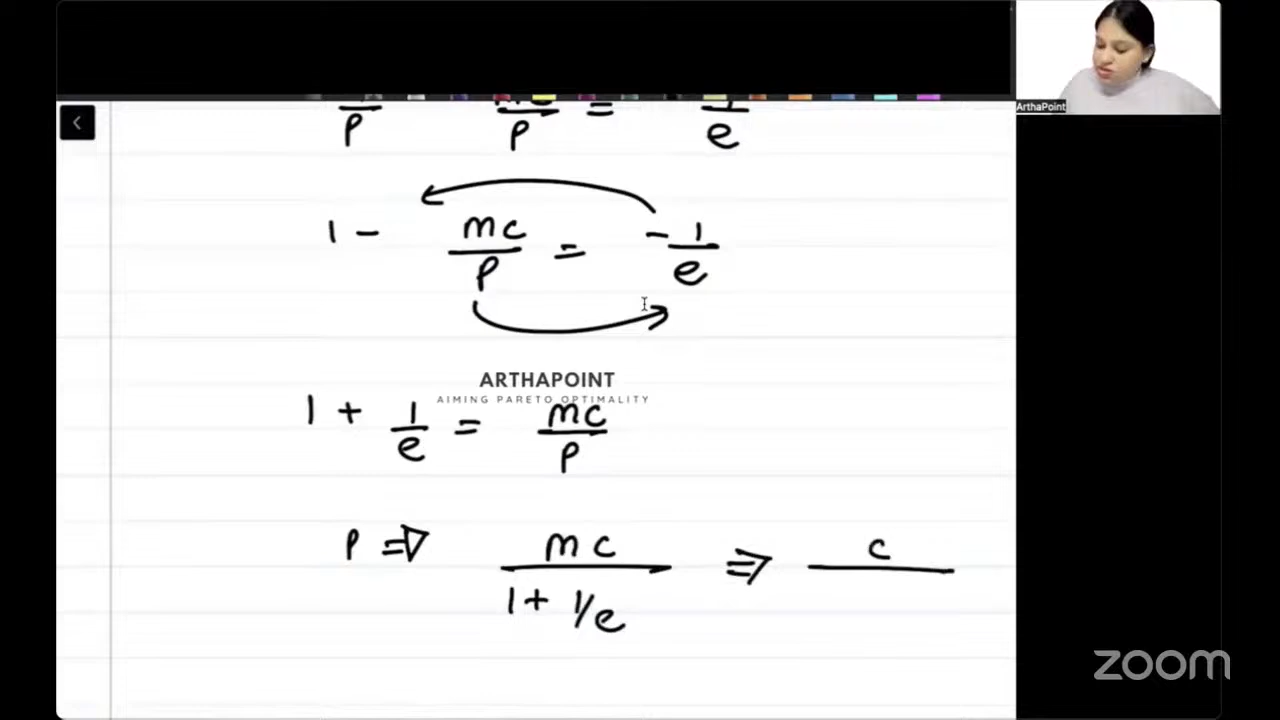 ArthaPoint
P P = e
1 - mc/P = -1/e
ARTHAPOINT
AIMING PARETO OPTIMALITY
1 + 1/e = mc/P
P ⇒ mc/(1 + 1/e) ⇒ c
zoom